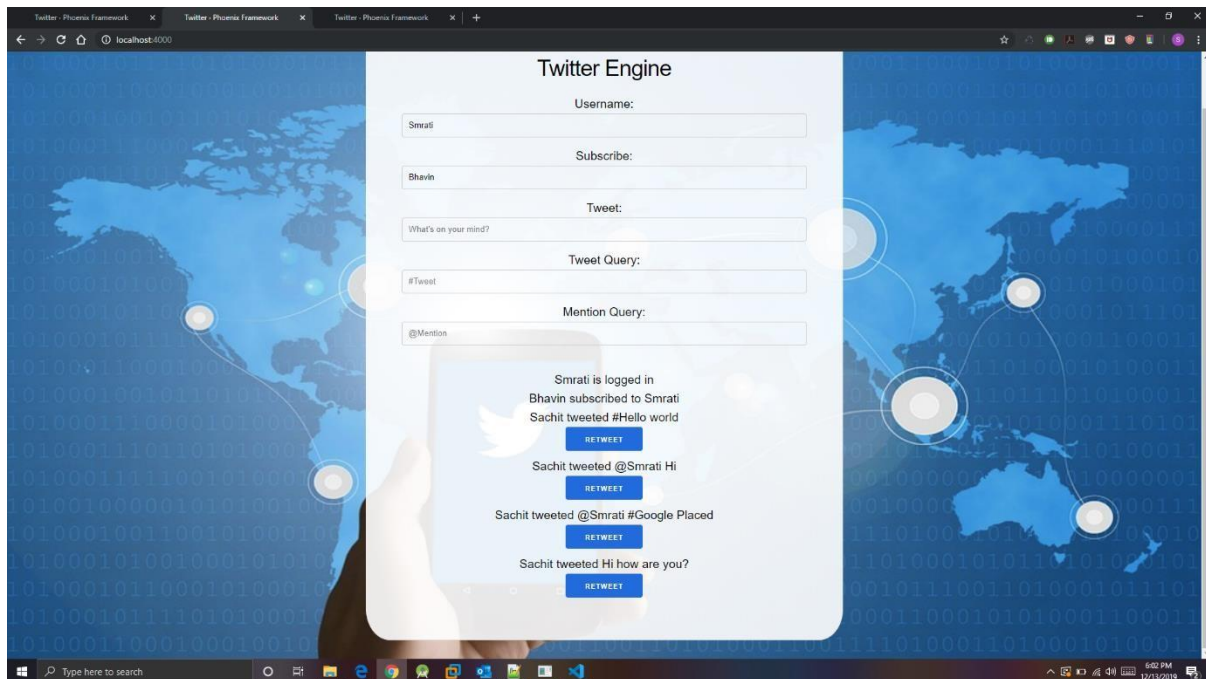 Twitter - Phoenix Framework
Twitter - Phoenix Framework
Twitter - Phoenix Framework
localhost:4000
Twitter Engine
Username:
Smrati
Subscribe:
Bhavin
Tweet:
What's on your mind?
Tweet Query:
#Tweet
Mention Query:
@Mention
Smrati is logged in
Bhavin subscribed to Smrati
Sachit tweeted #Hello world
RETWEET
Sachit tweeted @Smrati Hi
RETWEET
Sachit tweeted @Smrati #Google Placed
RETWEET
Sachit tweeted Hi how are you?
RETWEET
Type here to search
6:02 PM
12/13/2019